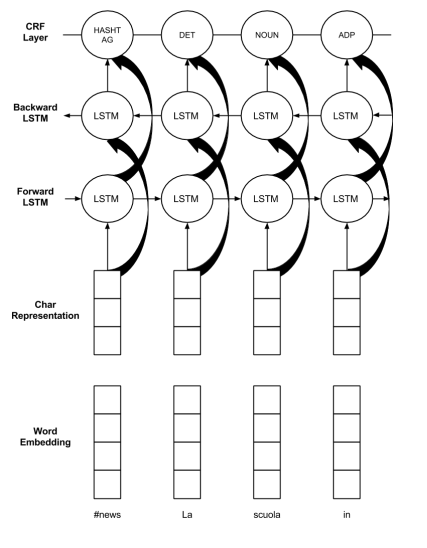 CRF
Layer
HASHT
AG
DET
NOUN
ADP
Backward
LSTM
LSTM
LSTM
LSTM
LSTM
Forward
LSTM
LSTM
LSTM
LSTM
LSTM
Char
Representation
Word
Embedding
#news
La
scuola
in